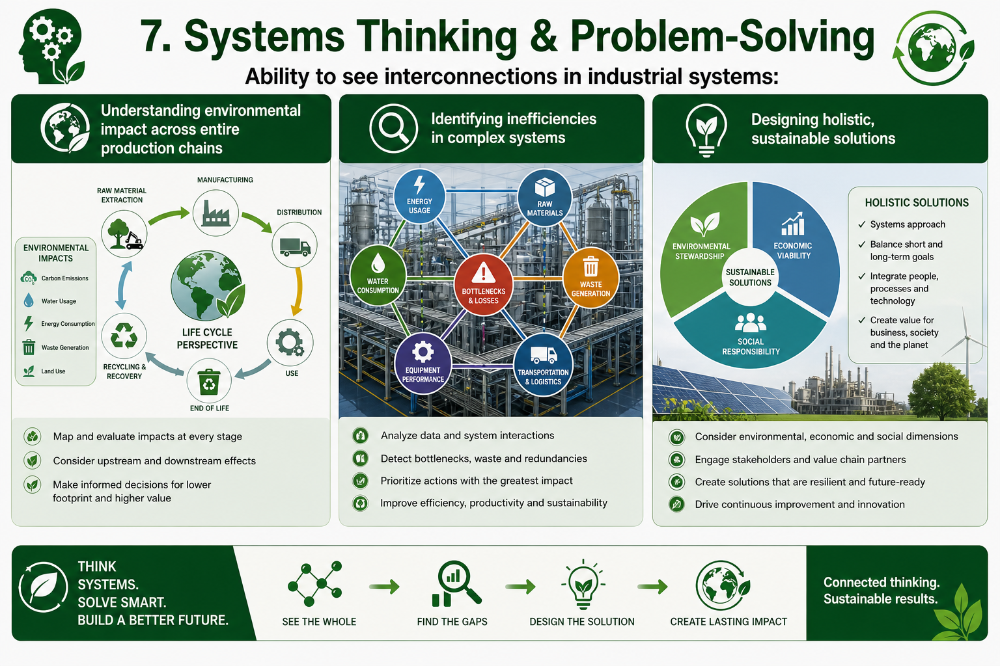 7. Systems Thinking & Problem-Solving
Ability to see interconnections in industrial systems:
Understanding environmental
impact across entire
production chains
MANUFACTURING
RAW MATERIAL
EXTRACTION
DISTRIBUTION
ENVIRONMENTAL
IMPACTS
CO₂
Carbon Emissions
Water Usage
Energy Consumption
Waste Generation
Land Use
LIFE CYCLE
PERSPECTIVE
RECYCLING &
RECOVERY
USE
END OF LIFE
Map and evaluate impacts at every stage
Consider upstream and downstream effects
Make informed decisions for lower
footprint and higher value
Identifying inefficiencies
in complex systems
ENERGY
USAGE
RAW
MATERIALS
WATER
CONSUMPTION
BOTTLENECKS
& LOSSES
WASTE
GENERATION
EQUIPMENT
PERFORMANCE
TRANSPORTATION
& LOGISTICS
Analyze data and system interactions
Detect bottlenecks, waste and redundancies
Prioritize actions with the greatest impact
Improve efficiency, productivity and sustainability
Designing holistic,
sustainable solutions
ENVIRONMENTAL
STEWARDSHIP
ECONOMIC
VIABILITY
SUSTAINABLE
SOLUTIONS
SOCIAL
RESPONSIBILITY
HOLISTIC SOLUTIONS
✓ Systems approach
✓ Balance short and
long-term goals
✓ Integrate people,
processes and
technology
✓ Create value for
business, society
and the planet
Consider environmental, economic and social dimensions
Engage stakeholders and value chain partners
Create solutions that are resilient and future-ready
Drive continuous improvement and innovation
THINK
SYSTEMS.
SOLVE SMART.
BUILD A BETTER FUTURE.
SEE THE WHOLE
FIND THE GAPS
DESIGN THE SOLUTION
CREATE LASTING IMPACT
Connected thinking.
Sustainable results.